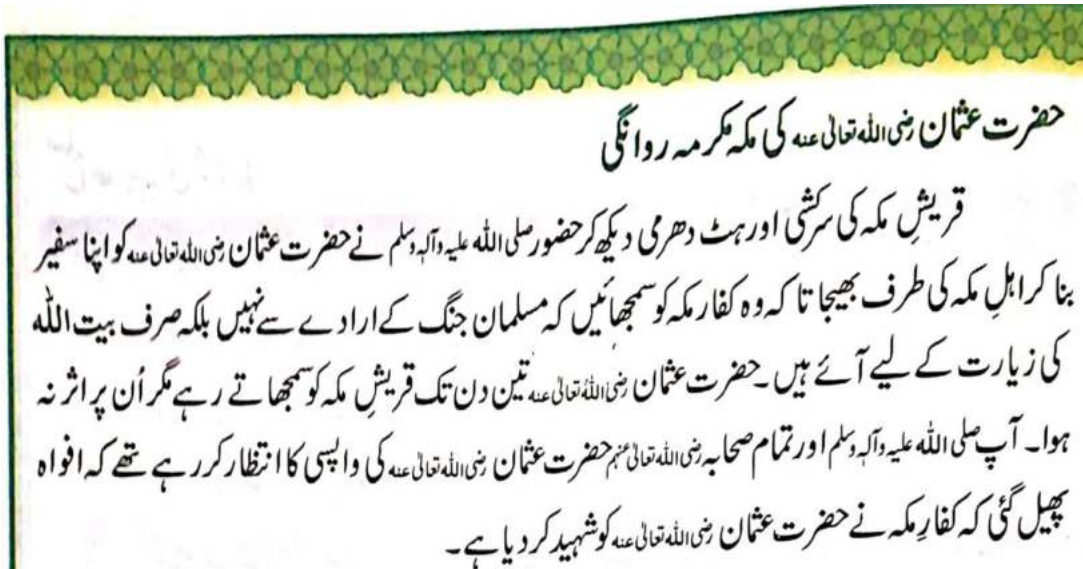 حضرت عثمان رضی اللہ تعالیٰ عنہ کی مکہ مکرمہ روانگی
قریشِ مکہ کی سرکشی اور ہٹ دھرمی دیکھ کر حضور صلی اللہ علیہ وآلہٖ وسلم نے حضرت عثمان رضی اللہ تعالیٰ عنہ کو اپنا سفیر
بنا کر اہلِ مکہ کی طرف بھیجا تا کہ وہ کفار مکہ کو سمجھائیں کہ مسلمان جنگ کے ارادے سے نہیں بلکہ صرف بیت اللہ
کی زیارت کے لیے آئے ہیں۔ حضرت عثمان رضی اللہ تعالیٰ عنہ تین دن تک قریشِ مکہ کو سمجھاتے رہے مگر اُن پر اثر نہ
ہوا۔ آپ صلی اللہ علیہ وآلہٖ وسلم اور تمام صحابہ رضی اللہ تعالیٰ عنہم حضرت عثمان رضی اللہ تعالیٰ عنہ کی واپسی کا انتظار کر رہے تھے کہ افواہ
پھیل گئی کہ کفارِ مکہ نے حضرت عثمان رضی اللہ تعالیٰ عنہ کو شہید کر دیا ہے۔